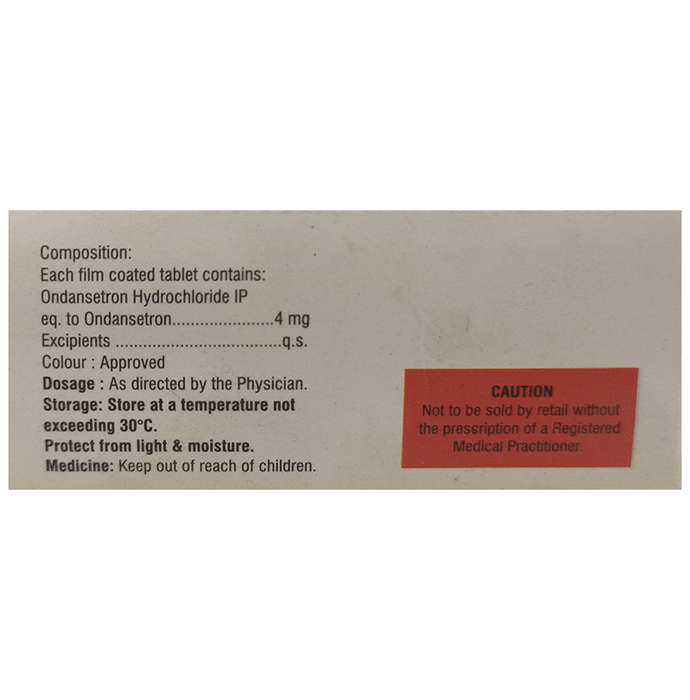 Composition:
Each film coated tablet contains:
Ondansetron Hydrochloride IP
eq. to Ondansetron......................4 mg
Excipients ....................................q.s.
Colour : Approved
Dosage : As directed by the Physician.
Storage: Store at a temperature not
exceeding 30°C.
Protect from light & moisture.
Medicine: Keep out of reach of children.
CAUTION
Not to be sold by retail without
the prescription of a Registered
Medical Practitioner.